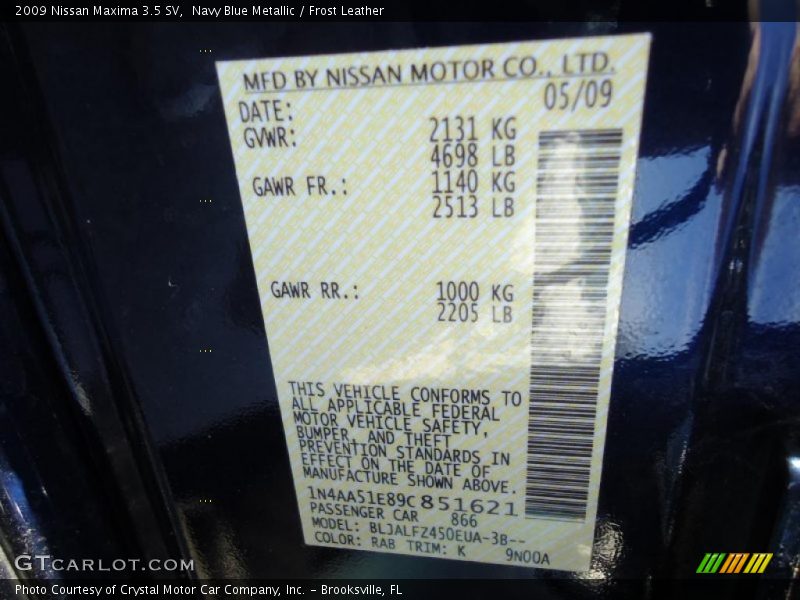 2009 Nissan Maxima 3.5 SV,  Navy Blue Metallic / Frost Leather
MFD BY NISSAN MOTOR CO., LTD.
DATE: 05/09
GVWR: 2131 KG
4698 LB
GAWR FR.: 1140 KG
2513 LB
GAWR RR.: 1000 KG
2205 LB
THIS VEHICLE CONFORMS TO
ALL APPLICABLE FEDERAL
MOTOR VEHICLE SAFETY,
BUMPER, AND THEFT
PREVENTION STANDARDS IN
EFFECT ON THE DATE OF
MANUFACTURE SHOWN ABOVE.
1N4AA51E89C851621
PASSENGER CAR 866
MODEL: BLJALFZ450EUA-3B--
COLOR: RAB TRIM: K 9N00A
GTCARLOT.COM
Photo Courtesy of Crystal Motor Car Company, Inc. - Brooksville, FL